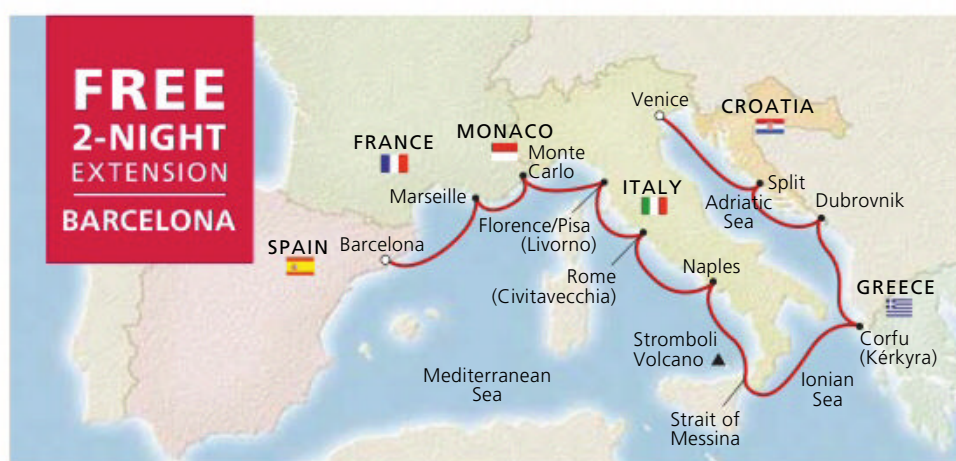 FREE
2-NIGHT
EXTENSION
BARCELONA
FRANCE
MONACO
Monte
Carlo
Marseille
SPAIN
Barcelona
Florence/Pisa
(Livorno)
ITALY
Rome
(Civitavecchia)
Naples
Venice
CROATIA
Split
Adriatic
Sea
Dubrovnik
GREECE
Corfu
(Kérkyra)
Stromboli
Volcano
Ionian
Sea
Mediterranean
Sea
Strait of
Messina